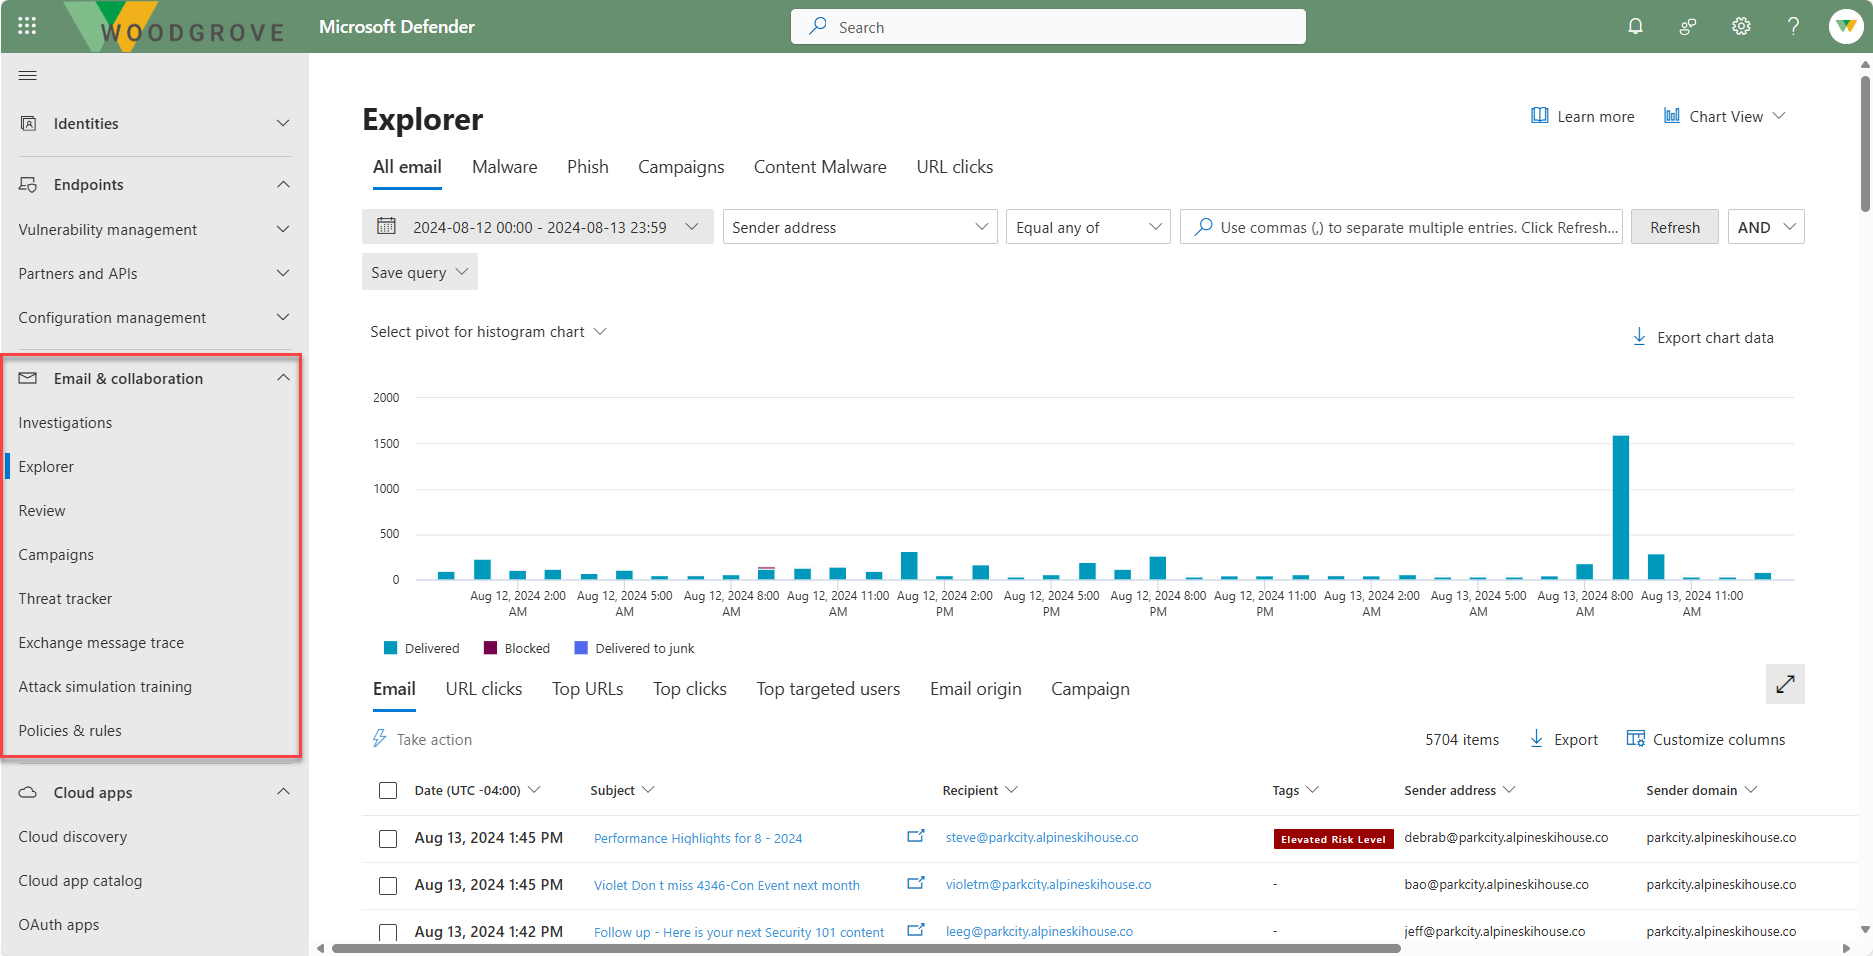 WOODGROVE
Microsoft Defender
Search
Identities
Endpoints
Vulnerability management
Partners and APIs
Configuration management
Email & collaboration
Investigations
Explorer
Review
Campaigns
Threat tracker
Exchange message trace
Attack simulation training
Policies & rules
Cloud apps
Cloud discovery
Cloud app catalog
OAuth apps
Explorer
Learn more
Chart View
All email Malware Phish Campaigns Content Malware URL clicks
2024-08-12 00:00 - 2024-08-13 23:59 Sender address Equal any of Use commas (,) to separate multiple entries. Click Refresh... Refresh AND
Save query
Select pivot for histogram chart
Export chart data
2000
1500
1000
500
0
Aug 12, 2024 2:00 AM
Aug 12, 2024 5:00 AM
Aug 12, 2024 8:00 AM
Aug 12, 2024 11:00 AM
Aug 12, 2024 2:00 PM
Aug 12, 2024 5:00 PM
Aug 12, 2024 8:00 PM
Aug 12, 2024 11:00 PM
Aug 13, 2024 2:00 AM
Aug 13, 2024 5:00 AM
Aug 13, 2024 8:00 AM
Aug 13, 2024 11:00 AM
Delivered Blocked Delivered to junk
Email URL clicks Top URLs Top clicks Top targeted users Email origin Campaign
Take action 5704 items Export Customize columns
Date (UTC -04:00) Subject Recipient Tags Sender address Sender domain
Aug 13, 2024 1:45 PM Performance Highlights for 8 - 2024 steve@parkcity.alpineskihouse.co Elevated Risk Level debrab@parkcity.alpineskihouse.co parkcity.alpineskihouse.co
Aug 13, 2024 1:45 PM Violet Don t miss 4346-Con Event next month violetm@parkcity.alpineskihouse.co - bao@parkcity.alpineskihouse.co parkcity.alpineskihouse.co
Aug 13, 2024 1:42 PM Follow up - Here is your next Security 101 content leeg@parkcity.alpineskihouse.co - jeff@parkcity.alpineskihouse.co parkcity.alpineskihouse.co